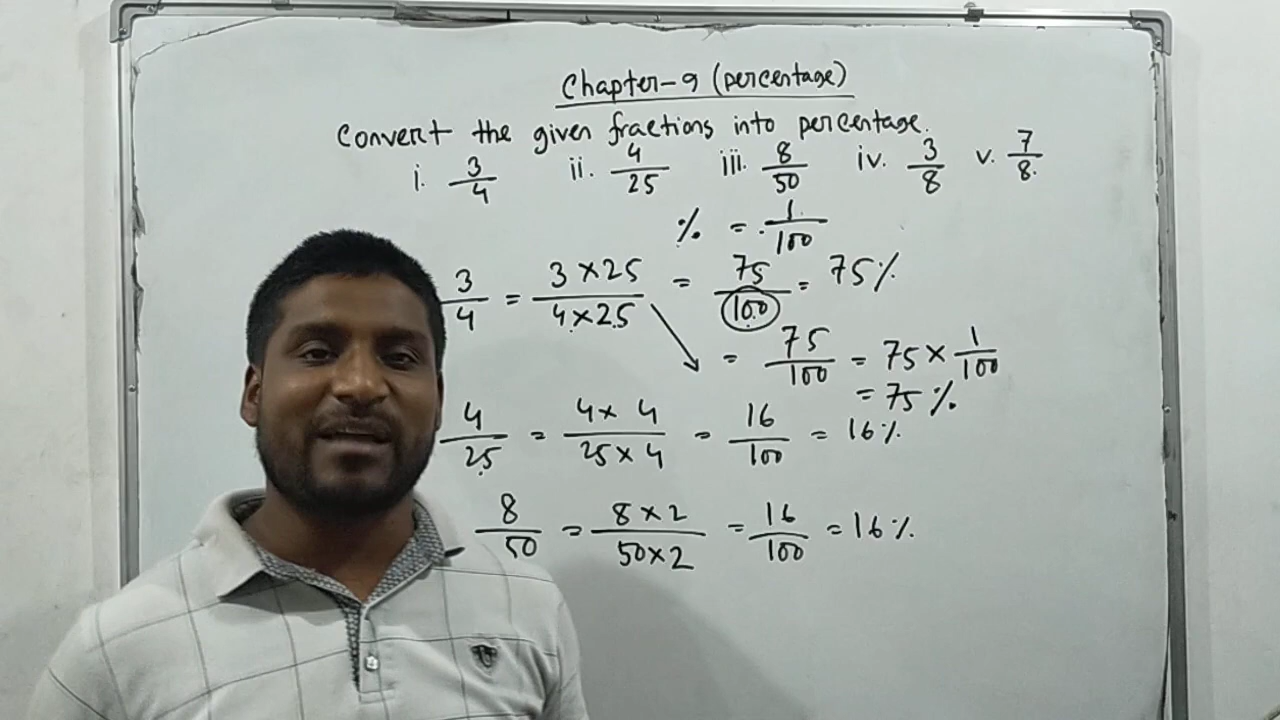 Chapter-9 (percentage)
Convert the given fractions into percentage.
i. 3/4 ii. 4/25 iii. 8/50 iv. 3/8 v. 7/8.
% = 1/100
3/4 = 3×25/4×25 = 75/100 = 75%
= 75/100 = 75 × 1/100
= 75%
4/25 = 4×4/25×4 = 16/100 = 16%
8/50 = 8×2/50×2 = 16/100 = 16%